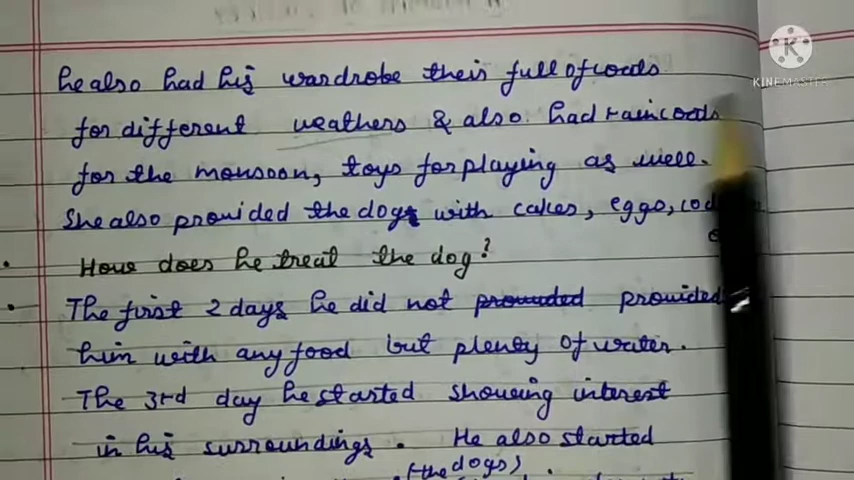 he also had his wardrobe their full of coats
for different weathers & also had raincoats
for the monsoon, toys for playing as well.
She also provided the dog with cakes, eggs,
How does he treat the dog?
The first 2 days he did not provided provided
him with any food but plenty of water.
The 3rd day he started showing interest
in his surroundings. He also started
(the dogs)
KINEMASTER